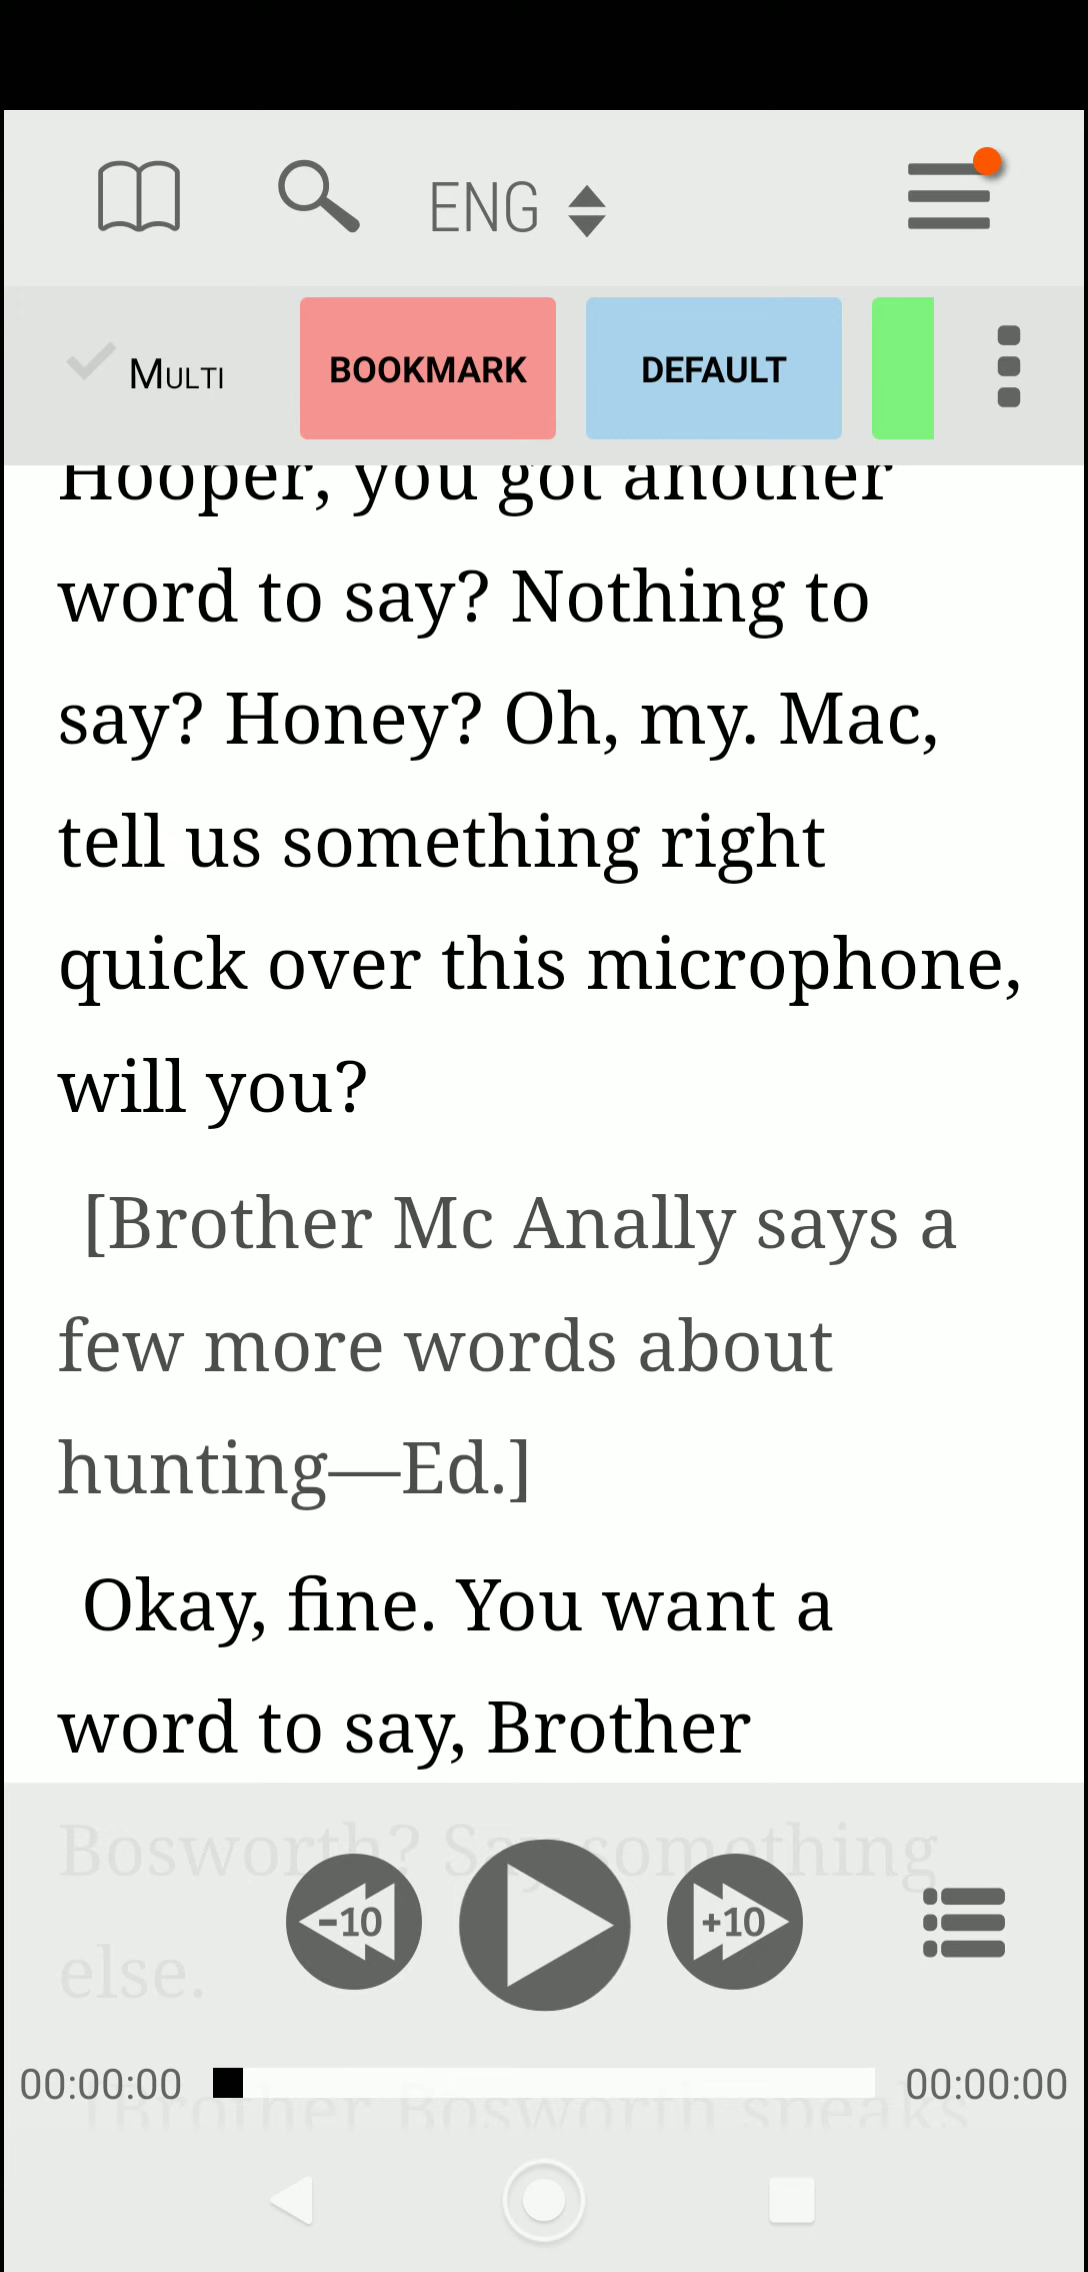 ENG
MULTI
BOOKMARK
DEFAULT
Hooper, you got another
word to say? Nothing to
say? Honey? Oh, my. Mac,
tell us something right
quick over this microphone,
will you?
[Brother Mc Anally says a
few more words about
hunting—Ed.]
Okay, fine. You want a
word to say, Brother
Bosworth? Say something
else.
-10
+10
00:00:00
00:00:00
[Brother Bosworth speaks